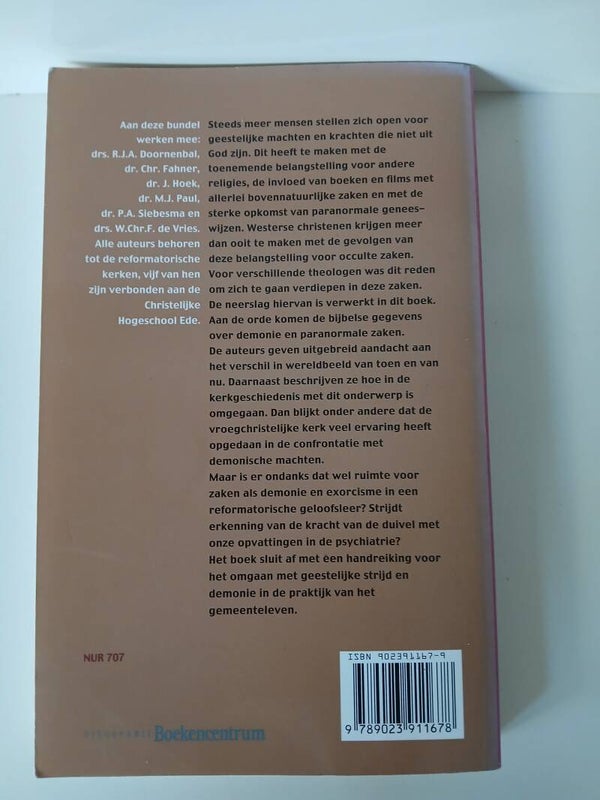 Aan deze bundel
werken mee:
drs. R.J.A. Doornenbal,
dr. Chr. Fahner,
dr. J. Hoek,
dr. M.J. Paul,
dr. P.A. Siebesma en
drs. W.Chr.F. de Vries.
Alle auteurs behoren
tot de reformatorische
kerken, vijf van hen
zijn verbonden aan de
Christelijke
Hogeschool Ede.
Steeds meer mensen stellen zich open voor
geestelijke machten en krachten die niet uit
God zijn. Dit heeft te maken met de
toenemende belangstelling voor andere
religies, de invloed van boeken en films met
allerlei bovennatuurlijke zaken en met de
sterke opkomst van paranormale genees-
wijzen. Westerse christenen krijgen meer
dan ooit te maken met de gevolgen van
deze belangstelling voor occulte zaken.
Voor verschillende theologen was dit reden
om zich te gaan verdiepen in deze zaken.
De neerslag hiervan is verwerkt in dit boek.
Aan de orde komen de bijbelse gegevens
over demonie en paranormale zaken.
De auteurs geven uitgebreid aandacht aan
het verschil in wereldbeeld van toen en van
nu. Daarnaast beschrijven ze hoe in de
kerkgeschiedenis met dit onderwerp is
omgegaan. Dan blijkt onder andere dat de
vroegchristelijke kerk veel ervaring heeft
opgedaan in de confrontatie met
demonische machten.
Maar is er ondanks dat wel ruimte voor
zaken als demonie en exorcisme in een
reformatorische geloofsleer? Strijdt
erkenning van de kracht van de duivel met
onze opvattingen in de psychiatrie?
Het boek sluit af met één handreiking voor
het omgaan met geestelijke strijd en
demonie in de praktijk van het
gemeenteleven.
NUR 707
ISBN 902391167-9
9 789023 911678
UITGEVERIJ Boekencentrum